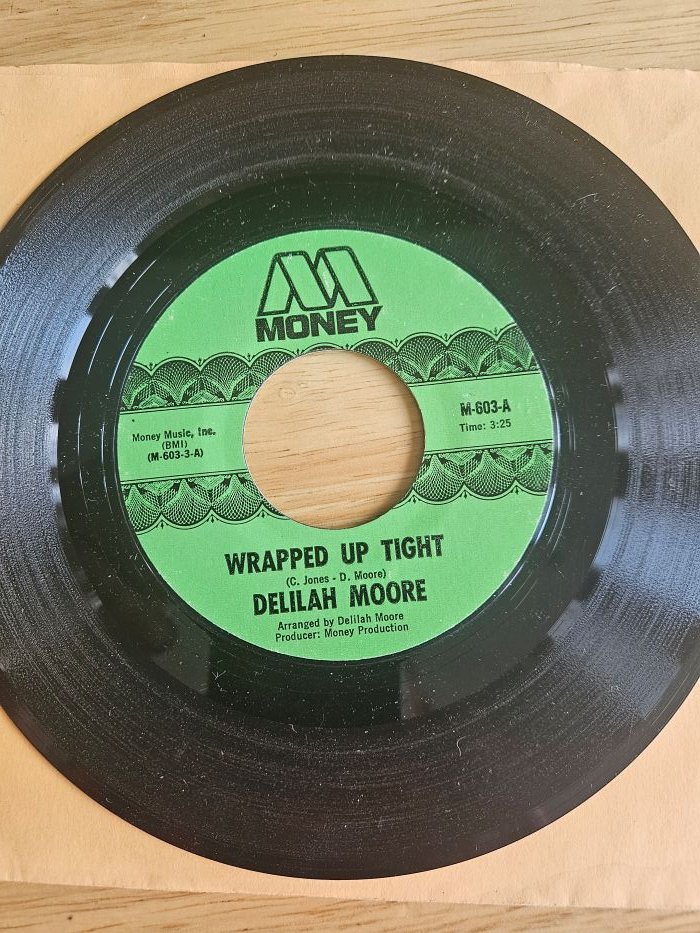 MONEY
Money Music, Inc.
(BMI)
(M-603-3-A)
M-603-A
Time: 3:25
WRAPPED UP TIGHT
(C. Jones - D. Moore)
DELILAH MOORE
Arranged by Delilah Moore
Producer: Money Production